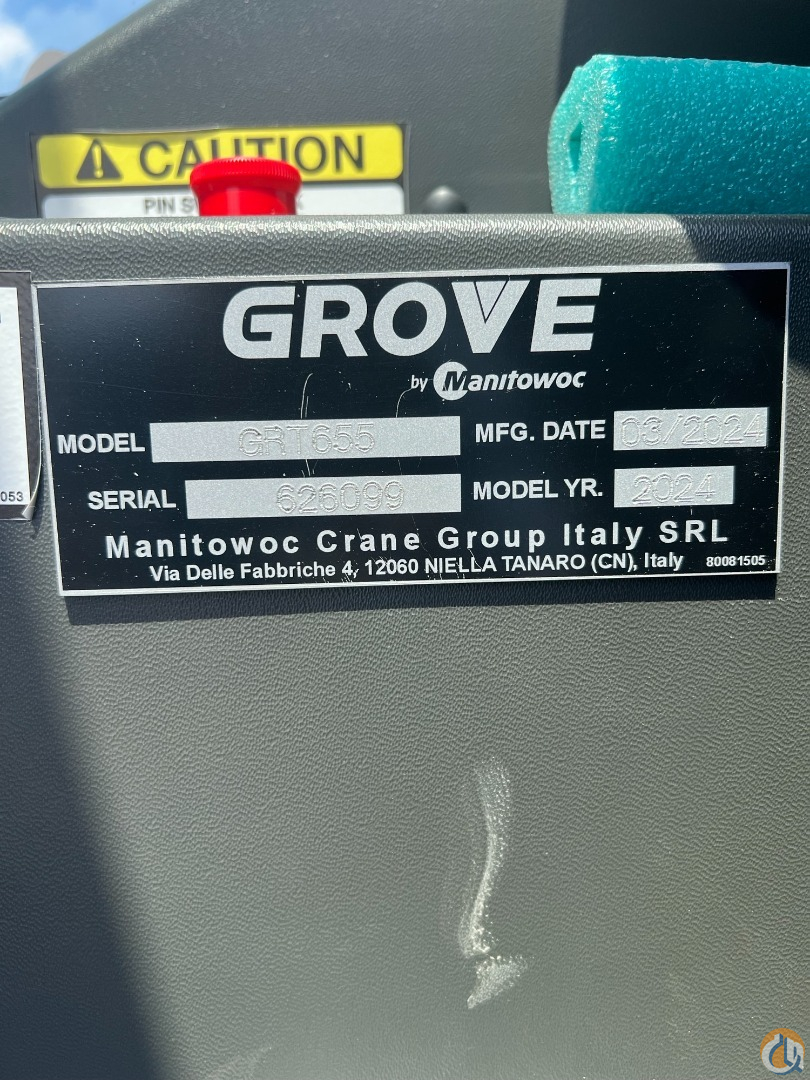 CAUTION
PIN S
053
GROVE
by Manitowoc
MODEL GRT655 MFG. DATE 03/2024
SERIAL 626099 MODEL YR. 2024
Manitowoc Crane Group Italy SRL
Via Delle Fabbriche 4, 12060 NIELLA TANARO (CN), Italy 80081505